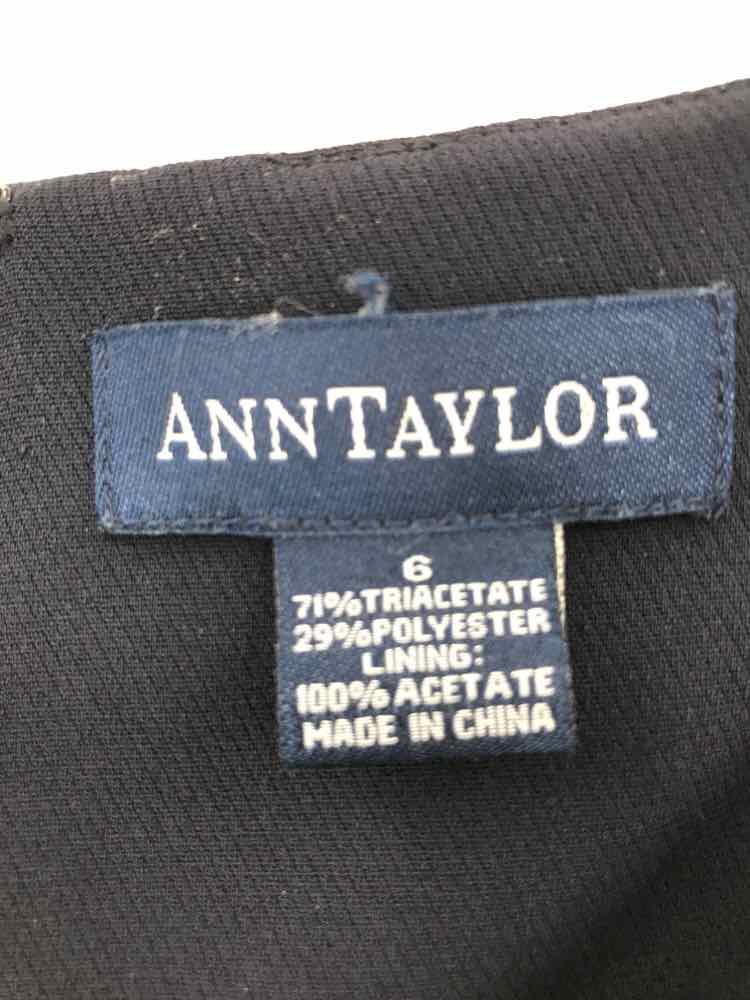 ANNTAYLOR
6
71%TRIACETATE
29%POLYESTER
LINING:
100% ACETATE
MADE IN CHINA